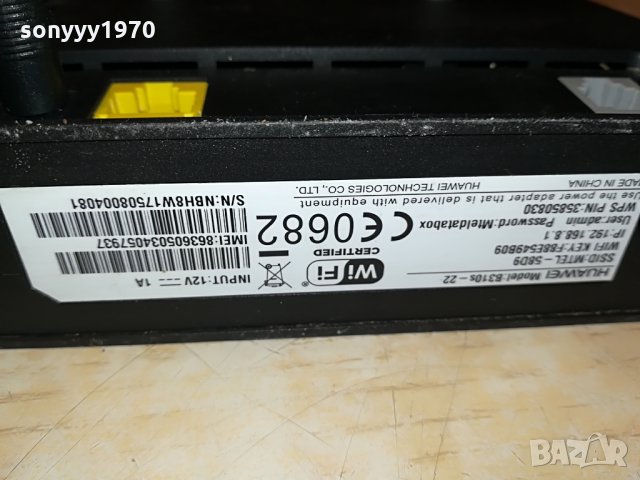 sonyyy1970
HUAWEI Model:B310s-22
SSID:MTEL-58D9
WIFI KEY:F8E549B09
IP:192.168.8.1
User:admin Password:Mteldatabox
WPS PIN:35850830
Use the power adapter that is delivered with equipment
MADE IN CHINA HUAWEI TECHNOLOGIES CO., LTD.
WiFi
CERTIFIED
CE0682
INPUT:12V 1A
IMEI:863605034057937
S/N:NBH8W17508004081
BAZAR
bg